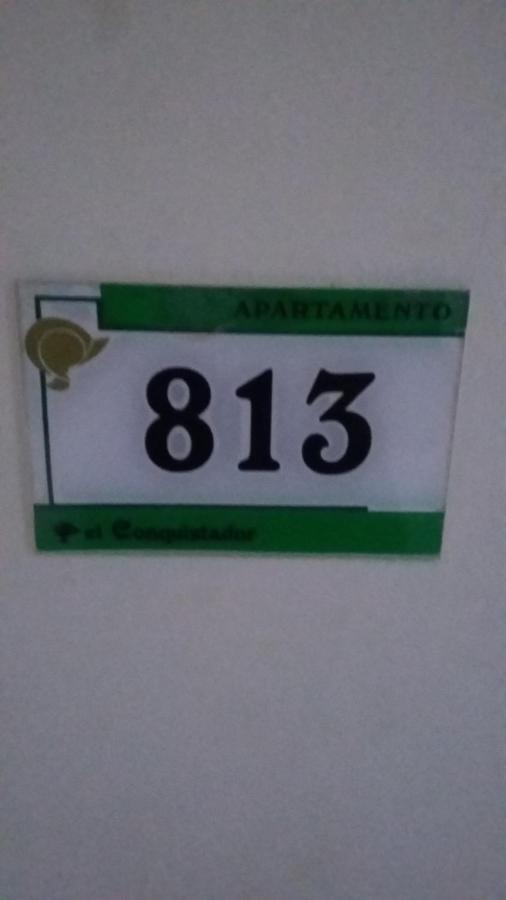 APARTAMENTO
813
el Conquistador